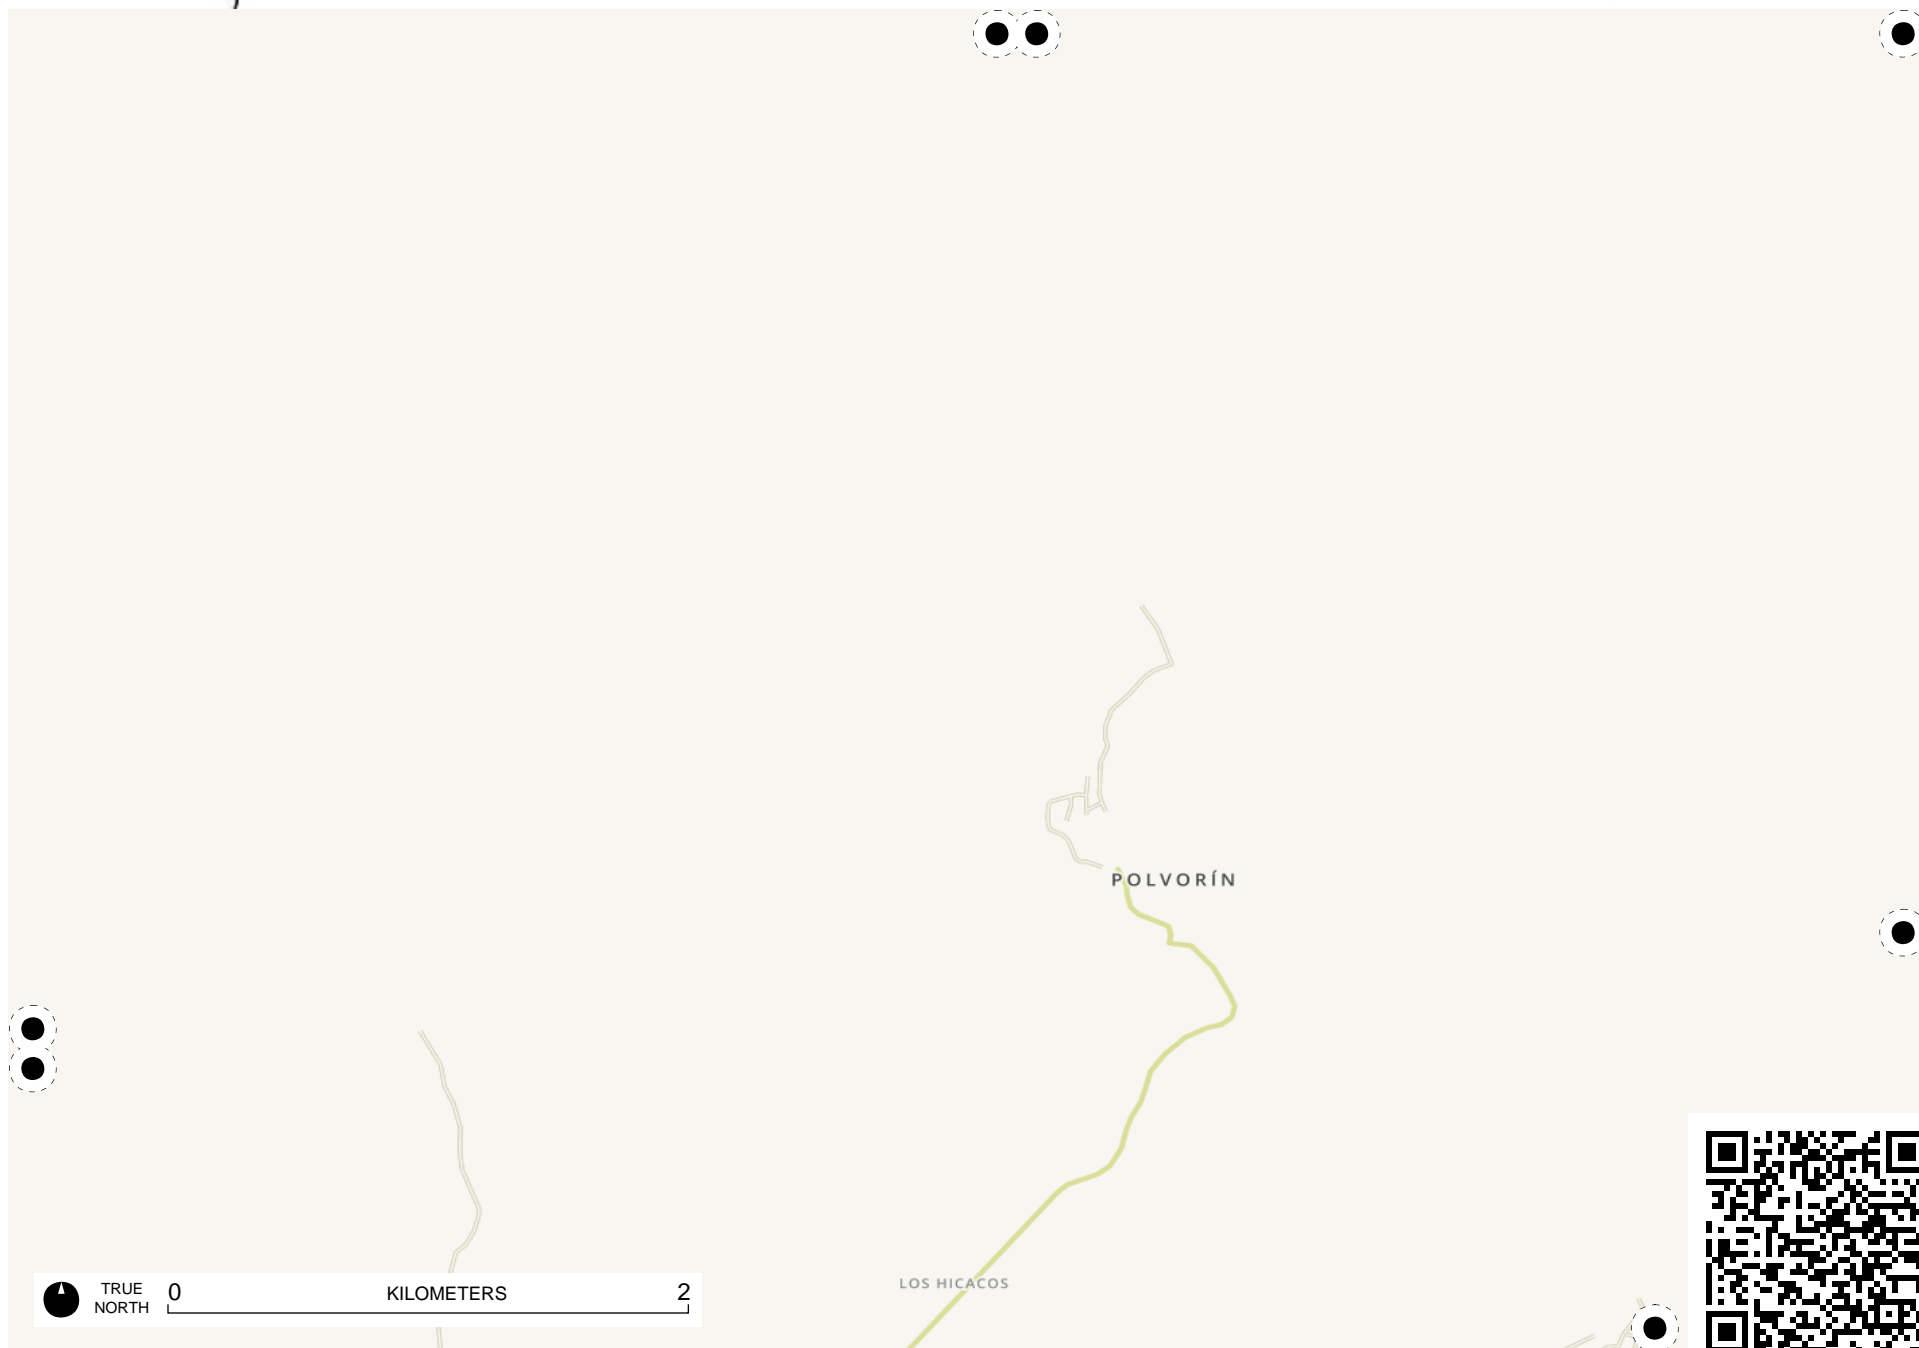 POLVORÍN
LOS HICACOS
TRUE
NORTH
0 KILOMETERS 2